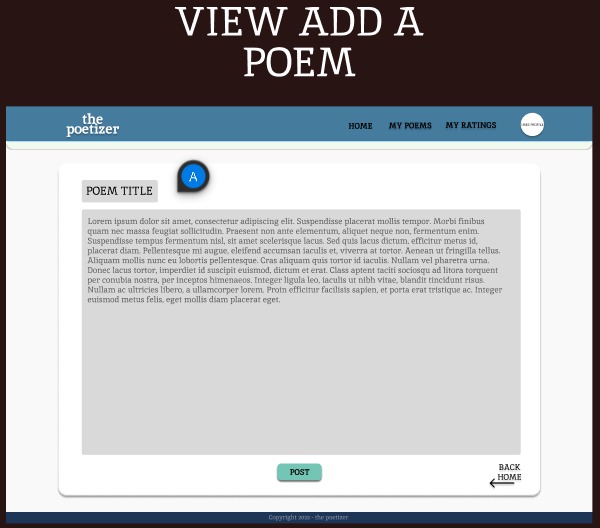 VIEW ADD A
POEM
the
poetizer
HOME MY POEMS MY RATINGS
A
POEM TITLE
Lorem ipsum dolor sit amet, consectetur adipiscing elit. Suspendisse placerat mollis tempor. Morbi finibus
quam nec massa feugiat sollicitudin. Praesent non ante elementum, aliquet neque non, fermentum enim.
Suspendisse tempus fermentum nisl, sit amet scelerisque lacus. Sed quis lacus dictum, efficitur metus id,
placerat diam. Pellentesque mi augue, eleifend accumsan iaculis et, viverra at tortor. Aenean ut fringilla tellus.
Aliquam mollis nunc eu lobortis pellentesque. Cras aliquam quis tortor id iaculis. Nullam vel pharetra urna.
Donec lacus tortor, imperdiet id suscipit euismod, dictum et erat. Class aptent taciti sociosqu ad litora torquent
per conubia nostra, per inceptos himenaeos. Integer ligula leo, iaculis ut nibh vitae, blandit tincidunt risus.
Nullam ac ultricies libero, a ullamcorper lorem. Proin efficitur facilisis sapien, et porta erat tristique ac. Integer
euismod metus felis, eget mollis diam placerat eget.
POST
BACK
HOME
Copyright - the poetizer